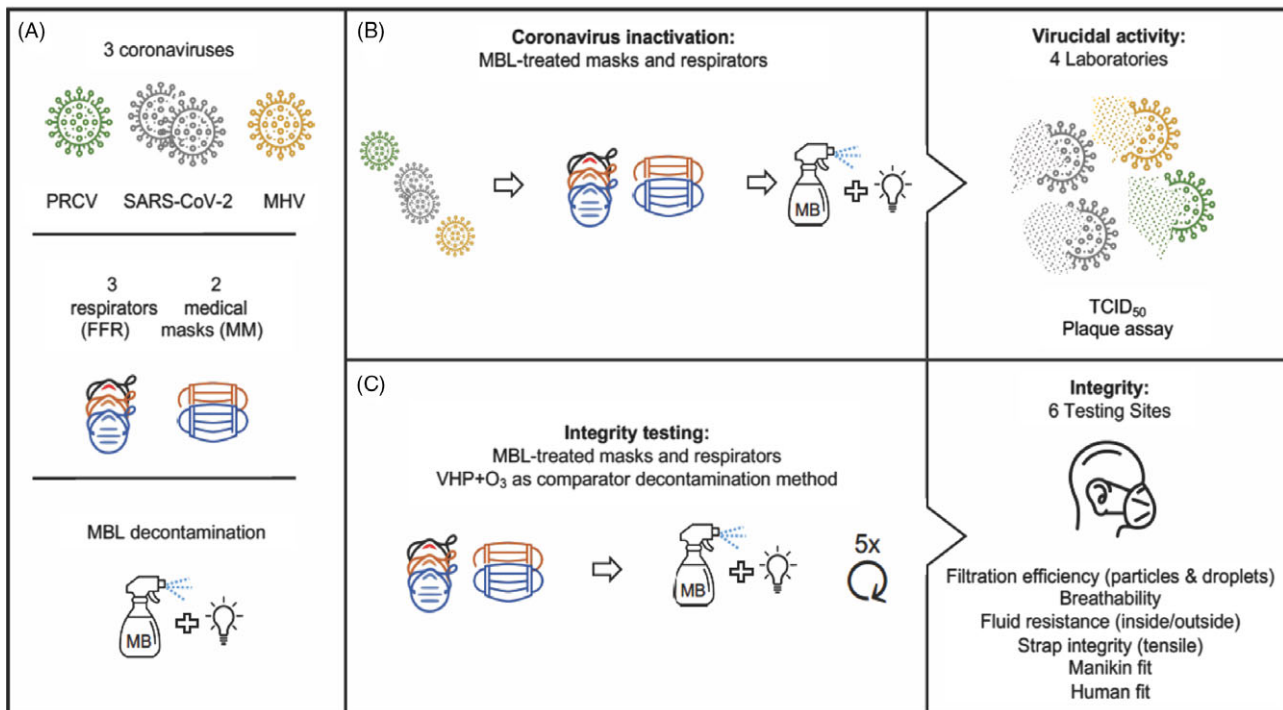 (A)
3 coronaviruses
PRCV SARS-CoV-2 MHV
3 respirators (FFR)
2 medical masks (MM)
MBL decontamination
MB
(B)
Coronavirus inactivation:
MBL-treated masks and respirators
MB
Virucidal activity:
4 Laboratories
TCID₅₀
Plaque assay
(C)
Integrity testing:
MBL-treated masks and respirators
VHP+O₃ as comparator decontamination method
MB
5x
Integrity:
6 Testing Sites
Filtration efficiency (particles & droplets)
Breathability
Fluid resistance (inside/outside)
Strap integrity (tensile)
Manikin fit
Human fit